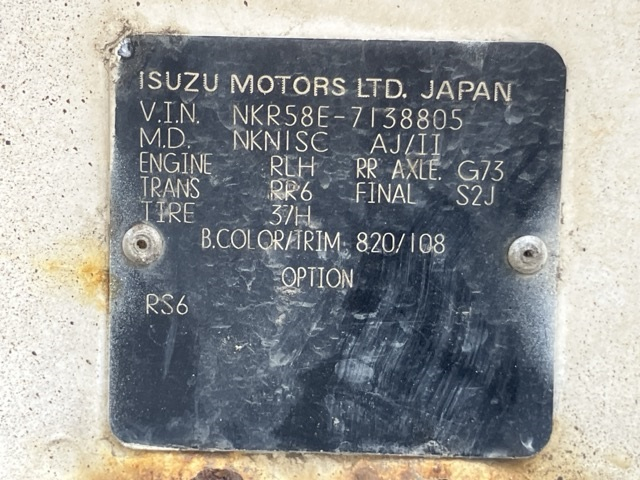 ISUZU MOTORS LTD. JAPAN
V.I.N. NKR58E-7138805
M.D. NKN1SC AJ/II
ENGINE RLH RR AXLE. G73
TRANS RR6 FINAL S2J
TIRE 37H
B.COLOR/TRIM 820/108
OPTION
RS6